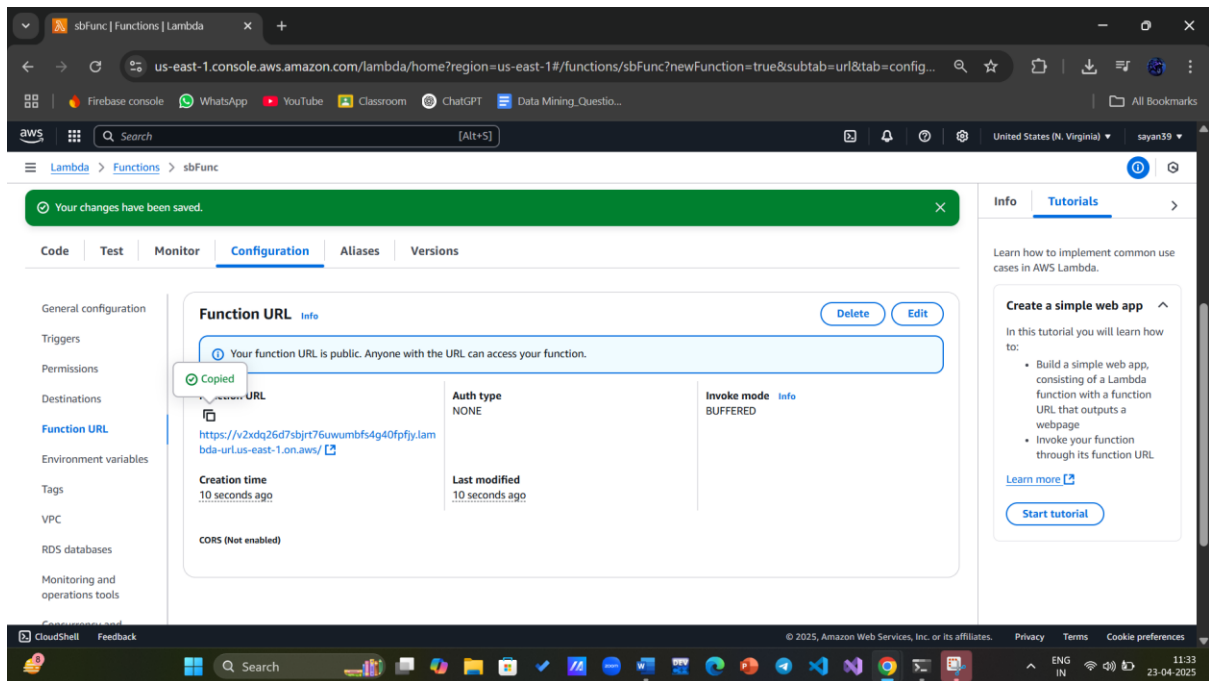 sbFunc | Functions | Lambda
us-east-1.console.aws.amazon.com/lambda/home?region=us-east-1#/functions/sbFunc?newFunction=true&subtab=url&tab=config...
Firebase console WhatsApp YouTube Classroom ChatGPT Data Mining_Questio... All Bookmarks
aws Search [Alt+S] United States (N. Virginia) sayan39
Lambda > Functions > sbFunc
Your changes have been saved.
Code Test Monitor Configuration Aliases Versions
General configuration
Triggers
Permissions
Destinations
Function URL
Environment variables
Tags
VPC
RDS databases
Monitoring and
operations tools
Function URL Info
Delete Edit
Your function URL is public. Anyone with the URL can access your function.
Copied
URL
https://v2xdq26d7sbjrt76uwumbfs4g40fpfjy.lam
bda-url.us-east-1.on.aws/
Auth type
NONE
Invoke mode Info
BUFFERED
Creation time
10 seconds ago
Last modified
10 seconds ago
CORS (Not enabled)
Info Tutorials
Learn how to implement common use
cases in AWS Lambda.
Create a simple web app
In this tutorial you will learn how
to:
• Build a simple web app,
consisting of a Lambda
function with a function
URL that outputs a
webpage
• Invoke your function
through its function URL
Learn more
Start tutorial
CloudShell Feedback © 2025, Amazon Web Services, Inc. or its affiliates. Privacy Terms Cookie preferences
8 Search ENG 11:33
IN 23-04-2025